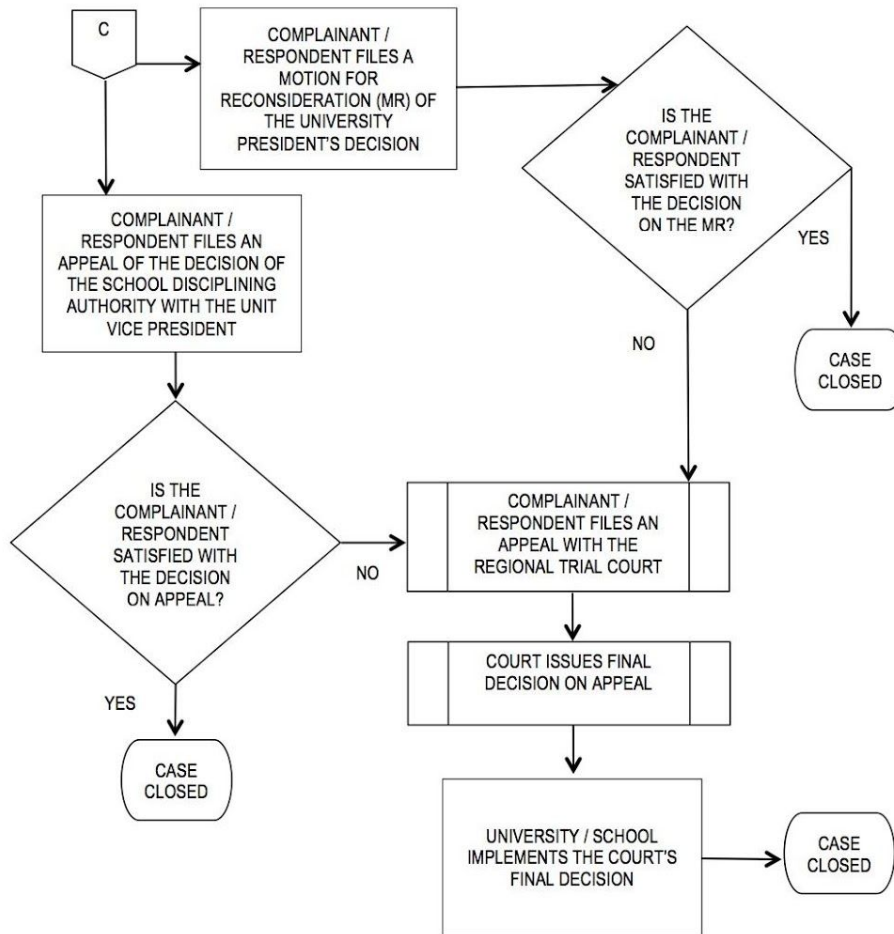 C
COMPLAINANT /
RESPONDENT FILES A
MOTION FOR
RECONSIDERATION (MR) OF
THE UNIVERSITY
PRESIDENT'S DECISION
IS THE
COMPLAINANT /
RESPONDENT
SATISFIED WITH
THE DECISION
ON THE MR?
YES
NO
CASE
CLOSED
COMPLAINANT /
RESPONDENT FILES AN
APPEAL OF THE DECISION OF
THE SCHOOL DISCIPLINING
AUTHORITY WITH THE UNIT
VICE PRESIDENT
IS THE
COMPLAINANT /
RESPONDENT
SATISFIED WITH
THE DECISION
ON APPEAL?
NO
YES
CASE
CLOSED
COMPLAINANT /
RESPONDENT FILES AN
APPEAL WITH THE
REGIONAL TRIAL COURT
COURT ISSUES FINAL
DECISION ON APPEAL
UNIVERSITY / SCHOOL
IMPLEMENTS THE COURT'S
FINAL DECISION
CASE
CLOSED